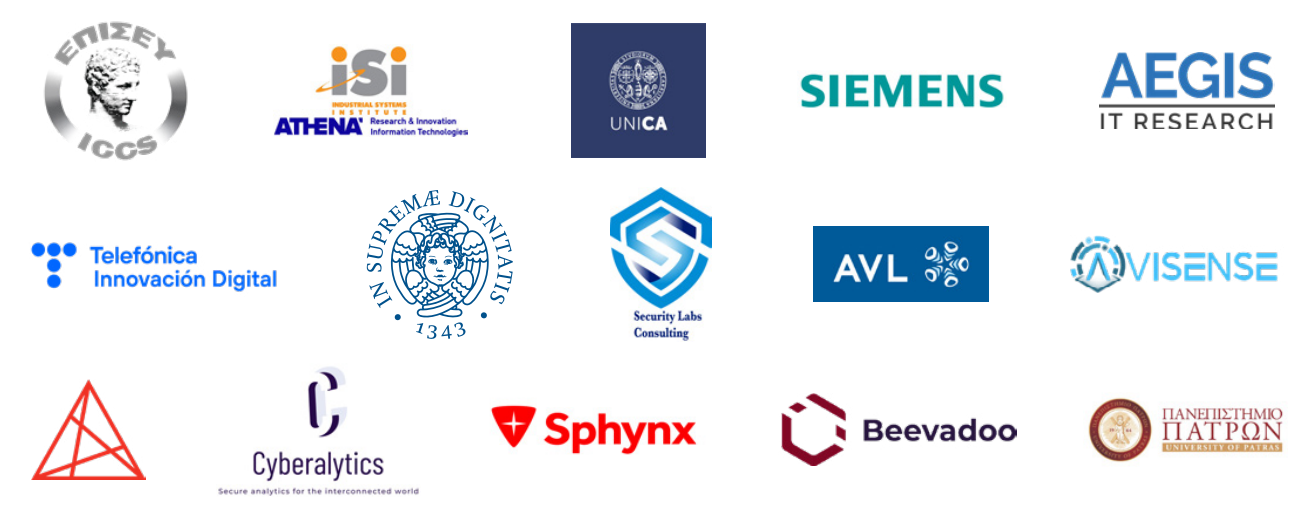 ΕΠΙΣΕΥ
ICCS
iSi
INDUSTRIAL SYSTEMS
INSTITUTE
ATHENA Research & Innovation
Information Technologies
UNICA
SIEMENS
AEGIS
IT RESEARCH
Telefónica
Innovación Digital
IN SUPREMÆ DIGNITATIS
1343
Security Labs
Consulting
AVL
AVISENSE
Cyberalytics
Secure analytics for the interconnected world
Sphynx
Beevadoo
ΠΑΝΕΠΙΣΤΗΜΙΟ
ΠΑΤΡΩΝ
UNIVERSITY OF PATRAS